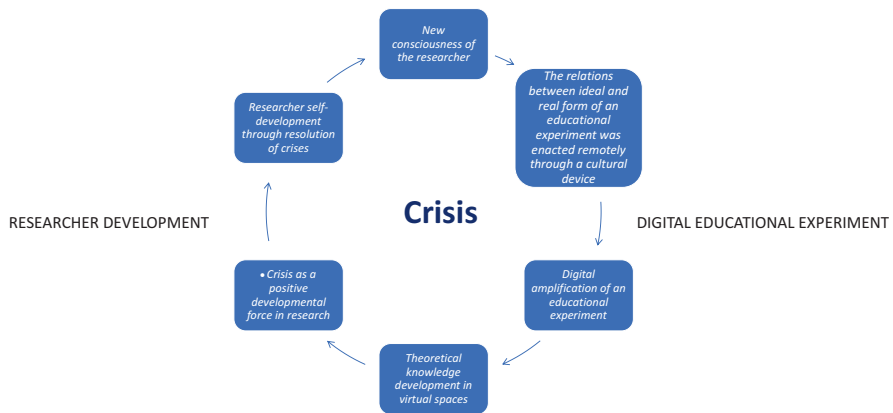 New
consciousness of
the researcher
The relations
between ideal and
real form of an
educational
experiment was
enacted remotely
through a cultural
device
Researcher self-
development
through resolution
of crises
Crisis
RESEARCHER DEVELOPMENT
DIGITAL EDUCATIONAL EXPERIMENT
• Crisis as a
positive
developmental
force in research
Digital
amplification of an
educational
experiment
Theoretical
knowledge
development in
virtual spaces